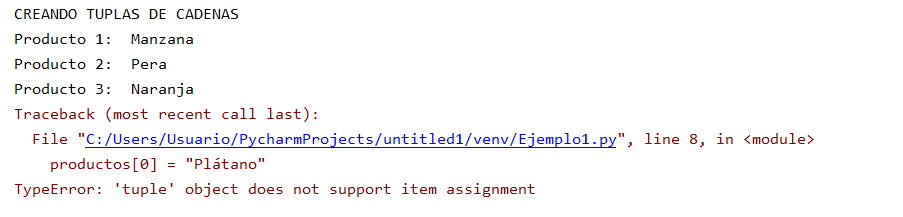 CREANDO TUPLAS DE CADENAS
Producto 1:  Manzana
Producto 2:  Pera
Producto 3:  Naranja
Traceback (most recent call last):
  File "C:/Users/Usuario/PycharmProjects/untitled1/venv/Ejemplo1.py", line 8, in <module>
    productos[0] = "Plátano"
TypeError: 'tuple' object does not support item assignment